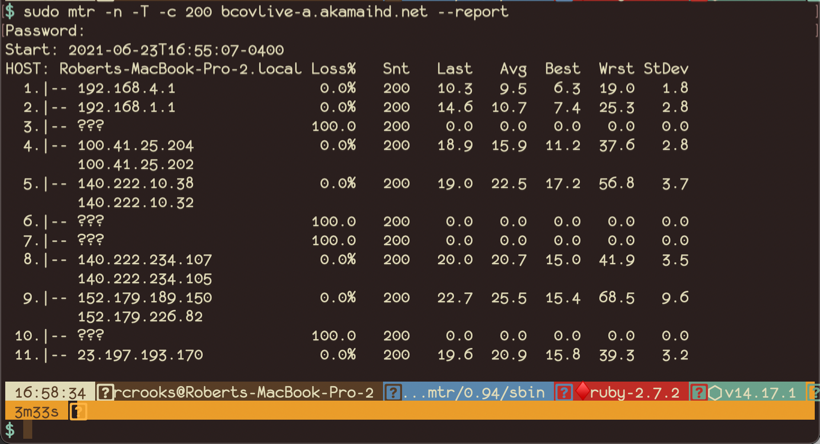 $ sudo mtr -n -T -c 200 bcovlive-a.akamaihd.net --report
Password:
Start: 2021-06-23T16:55:07-0400
HOST: Roberts-MacBook-Pro-2.local Loss% Snt Last Avg Best Wrst StDev
1.|-- 192.168.4.1 0.0% 200 10.3 9.5 6.3 19.0 1.8
2.|-- 192.168.1.1 0.0% 200 14.6 10.7 7.4 25.3 2.8
3.|-- ??? 100.0 200 0.0 0.0 0.0 0.0 0.0
4.|-- 100.41.25.204 0.0% 200 18.9 15.9 11.2 37.6 2.8
100.41.25.202
5.|-- 140.222.10.38 0.0% 200 19.0 22.5 17.2 56.8 3.7
140.222.10.32
6.|-- ??? 100.0 200 0.0 0.0 0.0 0.0 0.0
7.|-- ??? 100.0 200 0.0 0.0 0.0 0.0 0.0
8.|-- 140.222.234.107 0.0% 200 20.0 20.7 15.0 41.9 3.5
140.222.234.105
9.|-- 152.179.189.150 0.0% 200 22.7 25.5 15.4 68.5 9.6
152.179.226.82
10.|-- ??? 100.0 200 0.0 0.0 0.0 0.0 0.0
11.|-- 23.197.193.170 0.0% 200 19.6 20.9 15.8 39.3 3.2
16:58:34 ?rcrooks@Roberts-MacBook-Pro-2 ?...mtr/0.94/sbin ? ruby-2.7.2 ? v14.17.1 ?
3m33s ?
$